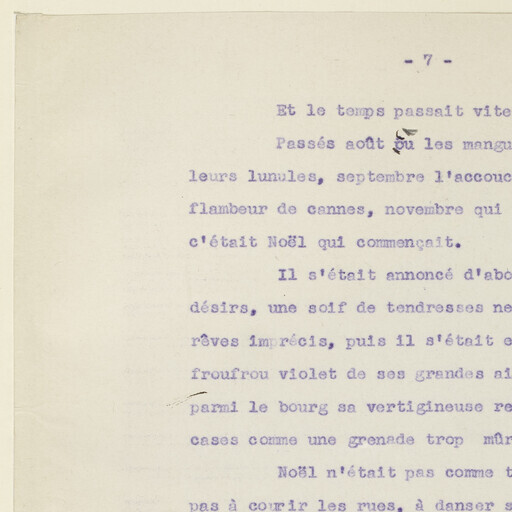 - 7 -
Et le temps passait vite
Passés août où les mangu
leurs lunules, septembre l'accouc
flambeur de cannes, novembre qui
c'était Noël qui commençait.
Il s'était annoncé d'abo
désirs, une soif de tendresses ne
rêves imprécis, puis il s'était e
froufrou violet de ses grandes ai
parmi le bourg sa vertigineuse re
cases comme une grenade trop mûr
Noël n'était pas comme t
pas à courir les rues, à danser s